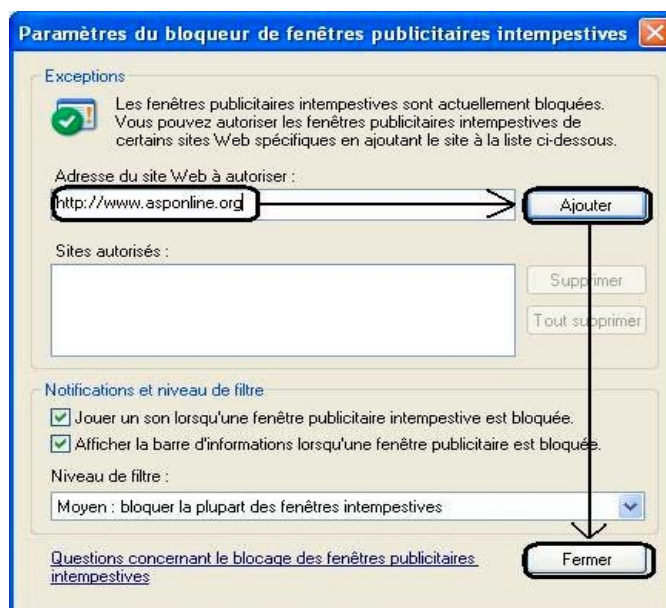 Paramètres du bloqueur de fenêtres publicitaires intempestives
Exceptions
Les fenêtres publicitaires intempestives sont actuellement bloquées.
Vous pouvez autoriser les fenêtres publicitaires intempestives de
certains sites Web spécifiques en ajoutant le site à la liste ci-dessous.
Adresse du site Web à autoriser :
http://www.asponline.org
Ajouter
Sites autorisés :
Supprimer
Tout supprimer
Notifications et niveau de filtre
Jouer un son lorsqu'une fenêtre publicitaire intempestive est bloquée.
Afficher la barre d'informations lorsqu'une fenêtre publicitaire est bloquée.
Niveau de filtre :
Moyen : bloquer la plupart des fenêtres intempestives
Questions concernant le blocage des fenêtres publicitaires
intempestives
Fermer